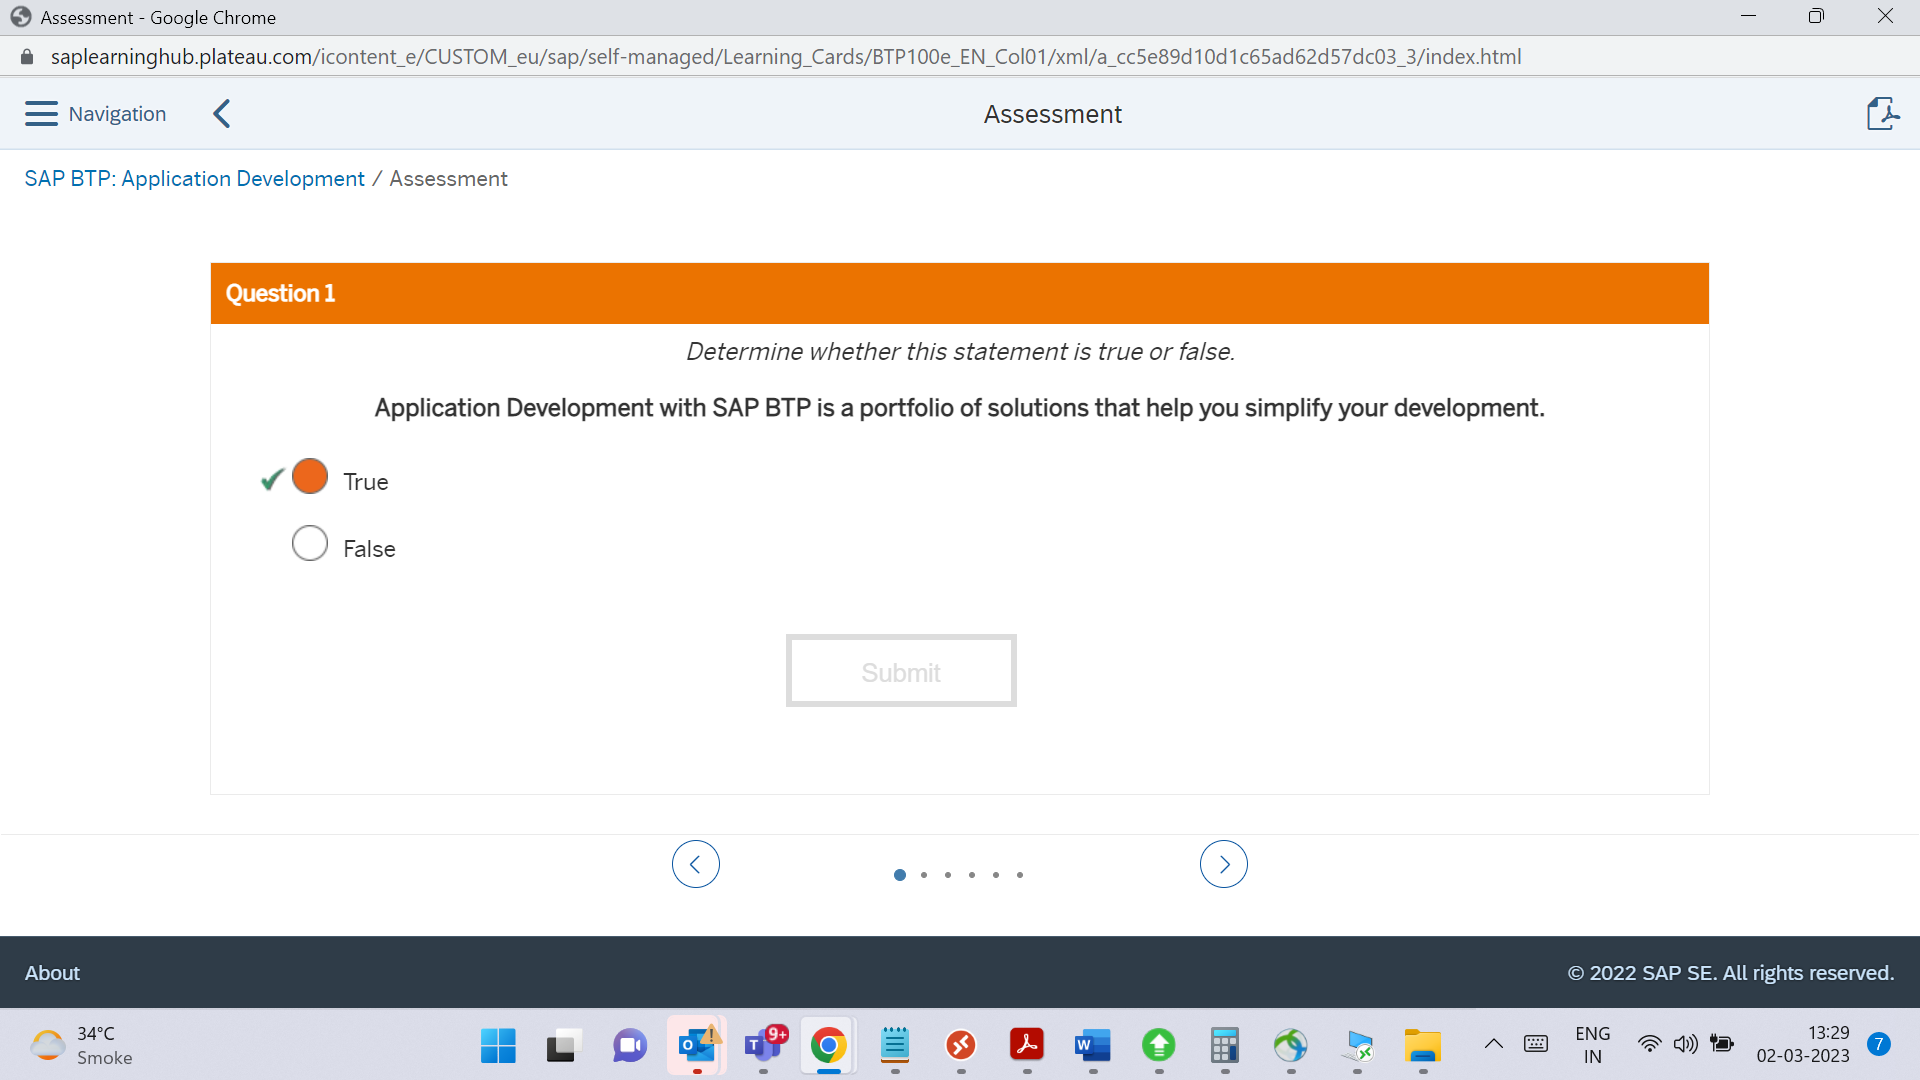 Assessment - Google Chrome
saplearninghub.plateau.com/icontent_e/CUSTOM_eu/sap/self-managed/Learning_Cards/BTP100e_EN_Col01/xml/a_cc5e89d10d1c65ad62d57dc03_3/index.html
Navigation
Assessment
SAP BTP: Application Development / Assessment
Question 1
Determine whether this statement is true or false.
Application Development with SAP BTP is a portfolio of solutions that help you simplify your development.
True
False
Submit
About
© 2022 SAP SE. All rights reserved.
34°C
Smoke
9+
ENG
IN
13:29
02-03-2023
7